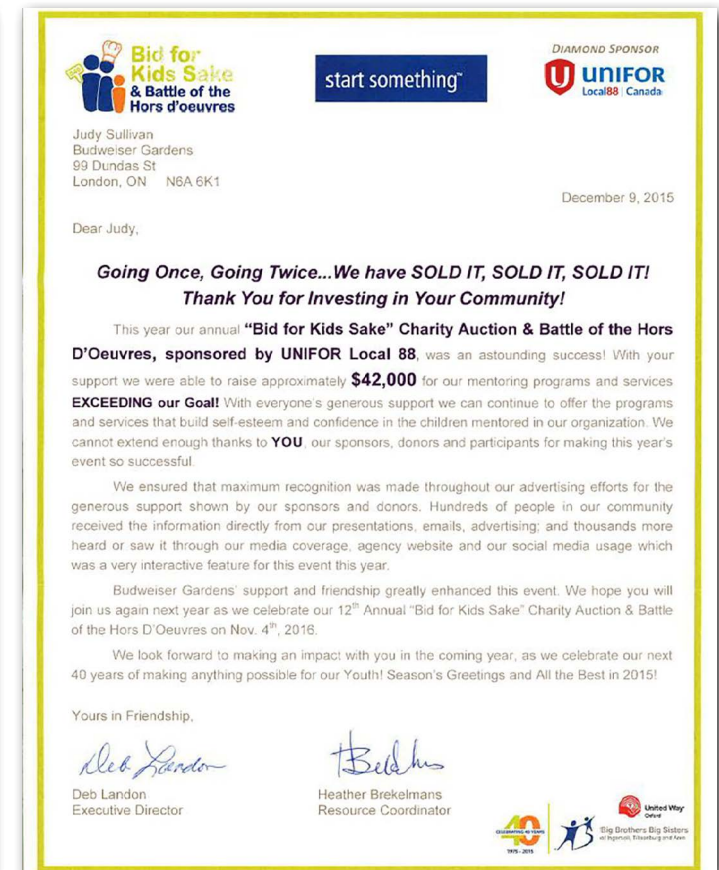 Bid for
Kids Sake
& Battle of the
Hors d'oeuvres
start something™
DIAMOND SPONSOR
UNIFOR
Local88 | Canada
Judy Sullivan
Budweiser Gardens
99 Dundas St
London, ON N6A 6K1
December 9, 2015
Dear Judy,
Going Once, Going Twice...We have SOLD IT, SOLD IT, SOLD IT!
Thank You for Investing in Your Community!
This year our annual "Bid for Kids Sake" Charity Auction & Battle of the Hors
D'Oeuvres, sponsored by UNIFOR Local 88, was an astounding success! With your
support we were able to raise approximately $42,000 for our mentoring programs and services
EXCEEDING our Goal! With everyone's generous support we can continue to offer the programs
and services that build self-esteem and confidence in the children mentored in our organization. We
cannot extend enough thanks to YOU, our sponsors, donors and participants for making this year's
event so successful.
We ensured that maximum recognition was made throughout our advertising efforts for the
generous support shown by our sponsors and donors. Hundreds of people in our community
received the information directly from our presentations, emails, advertising; and thousands more
heard or saw it through our media coverage, agency website and our social media usage which
was a very interactive feature for this event this year.
Budweiser Gardens' support and friendship greatly enhanced this event. We hope you will
join us again next year as we celebrate our 12th Annual "Bid for Kids Sake" Charity Auction & Battle
of the Hors D'Oeuvres on Nov. 4th, 2016.
We look forward to making an impact with you in the coming year, as we celebrate our next
40 years of making anything possible for our Youth! Season's Greetings and All the Best in 2015!
Yours in Friendship,
Deb Landon
Deb Landon
Executive Director
Heather Brekelmans
Resource Coordinator
40
CELEBRATING 40 YEARS
1975 - 2015
United Way
Oxford
Big Brothers Big Sisters
of Ingersoll, Tillsonburg and Area